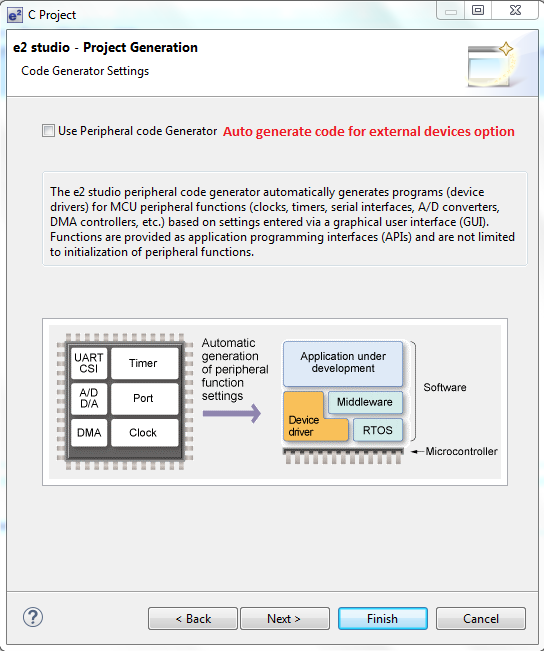 e²
C Project
e2 studio - Project Generation
Code Generator Settings
Use Peripheral code Generator Auto generate code for external devices option
The e2 studio peripheral code generator automatically generates programs (device
drivers) for MCU peripheral functions (clocks, timers, serial interfaces, A/D converters,
DMA controllers, etc.) based on settings entered via a graphical user interface (GUI).
Functions are provided as application programming interfaces (APIs) and are not limited
to initialization of peripheral functions.
UART
CSI
Timer
A/D
D/A
Port
DMA
Clock
Automatic
generation
of peripheral
function
settings
Application under
development
Middleware
Device
driver
RTOS
Software
Microcontroller
?
< Back
Next >
Finish
Cancel